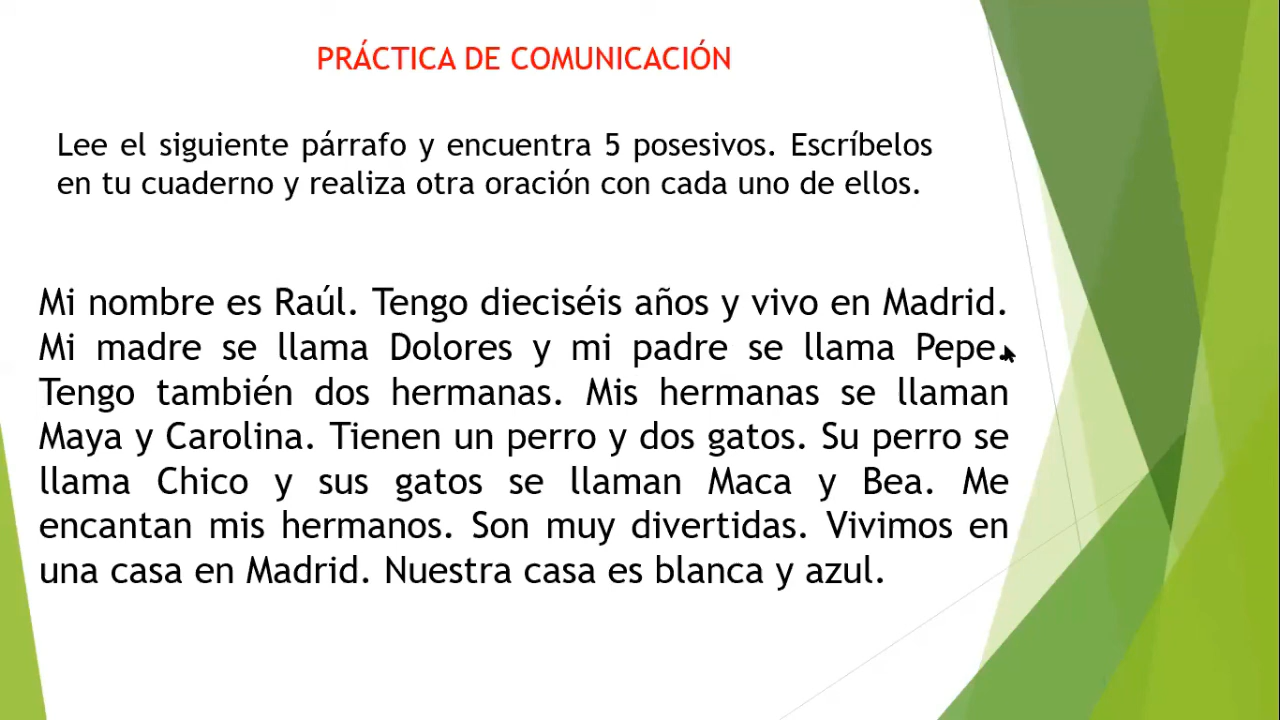 PRÁCTICA DE COMUNICACIÓN
Lee el siguiente párrafo y encuentra 5 posesivos. Escríbelos
en tu cuaderno y realiza otra oración con cada uno de ellos.
Mi nombre es Raúl. Tengo dieciséis años y vivo en Madrid.
Mi madre se llama Dolores y mi padre se llama Pepe.
Tengo también dos hermanas. Mis hermanas se llaman
Maya y Carolina. Tienen un perro y dos gatos. Su perro se
llama Chico y sus gatos se llaman Maca y Bea. Me
encantan mis hermanos. Son muy divertidas. Vivimos en
una casa en Madrid. Nuestra casa es blanca y azul.